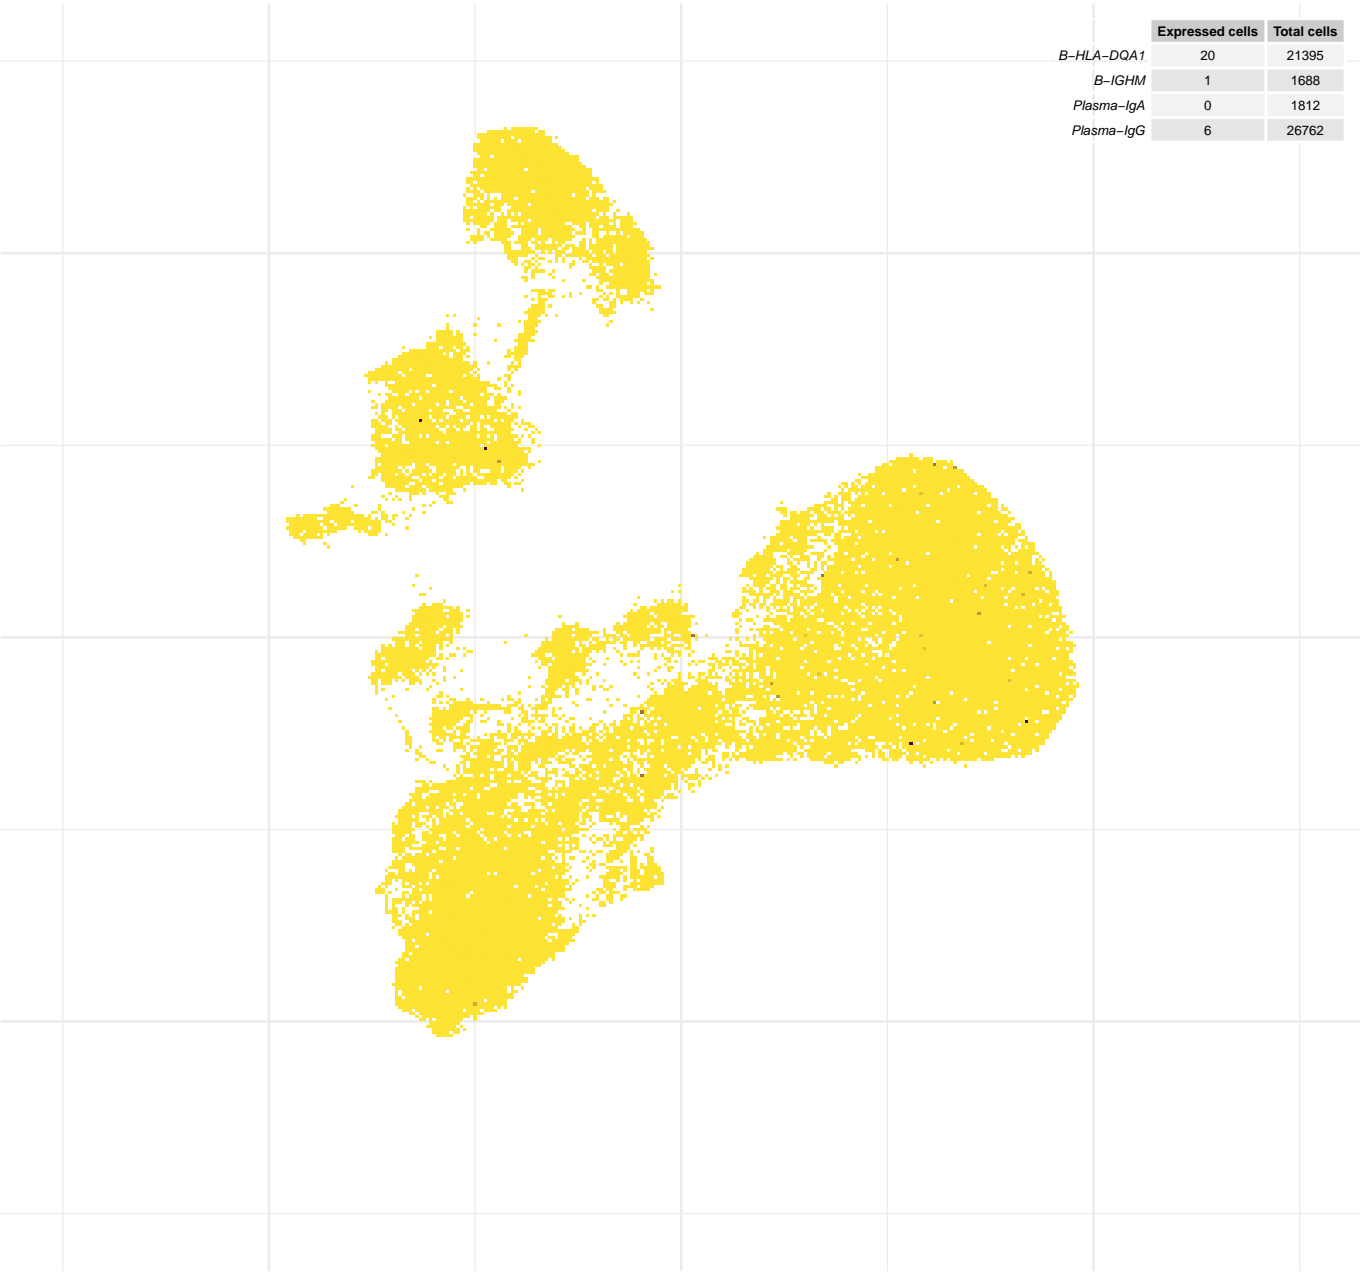 Expressed cells Total cells
B−HLA−DQA1 20 21395
B−IGHM 1 1688
Plasma−IgA 0 1812
Plasma−IgG 6 26762